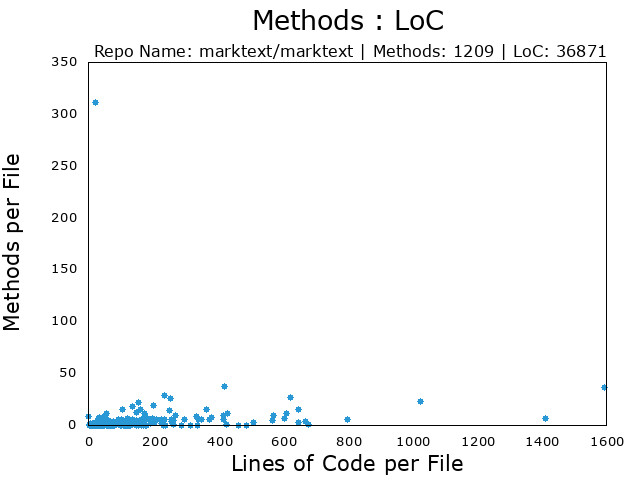 Methods : LoC
Repo Name: marktext/marktext | Methods: 1209 | LoC: 36871
350
300
250
200
150
100
50
0
Methods per File
0 200 400 600 800 1000 1200 1400 1600
Lines of Code per File